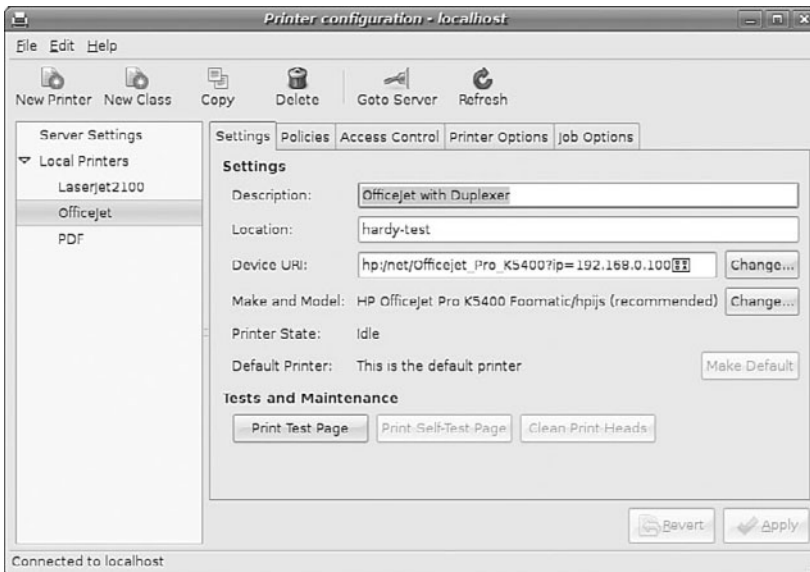 Printer configuration - localhost
File Edit Help
New Printer New Class Copy Delete Goto Server Refresh
Server Settings
Local Printers
LaserJet2100
OfficeJet
PDF
Settings Policies Access Control Printer Options Job Options
Settings
Description: OfficeJet with Duplexer
Location: hardy-test
Device URI: hp:/net/Officejet_Pro_K5400?ip=192.168.0.100 Change...
Make and Model: HP OfficeJet Pro K5400 Foomatic/hpijs (recommended) Change...
Printer State: Idle
Default Printer: This is the default printer Make Default
Tests and Maintenance
Print Test Page Print Self-Test Page Clean Print Heads
Revert Apply
Connected to localhost